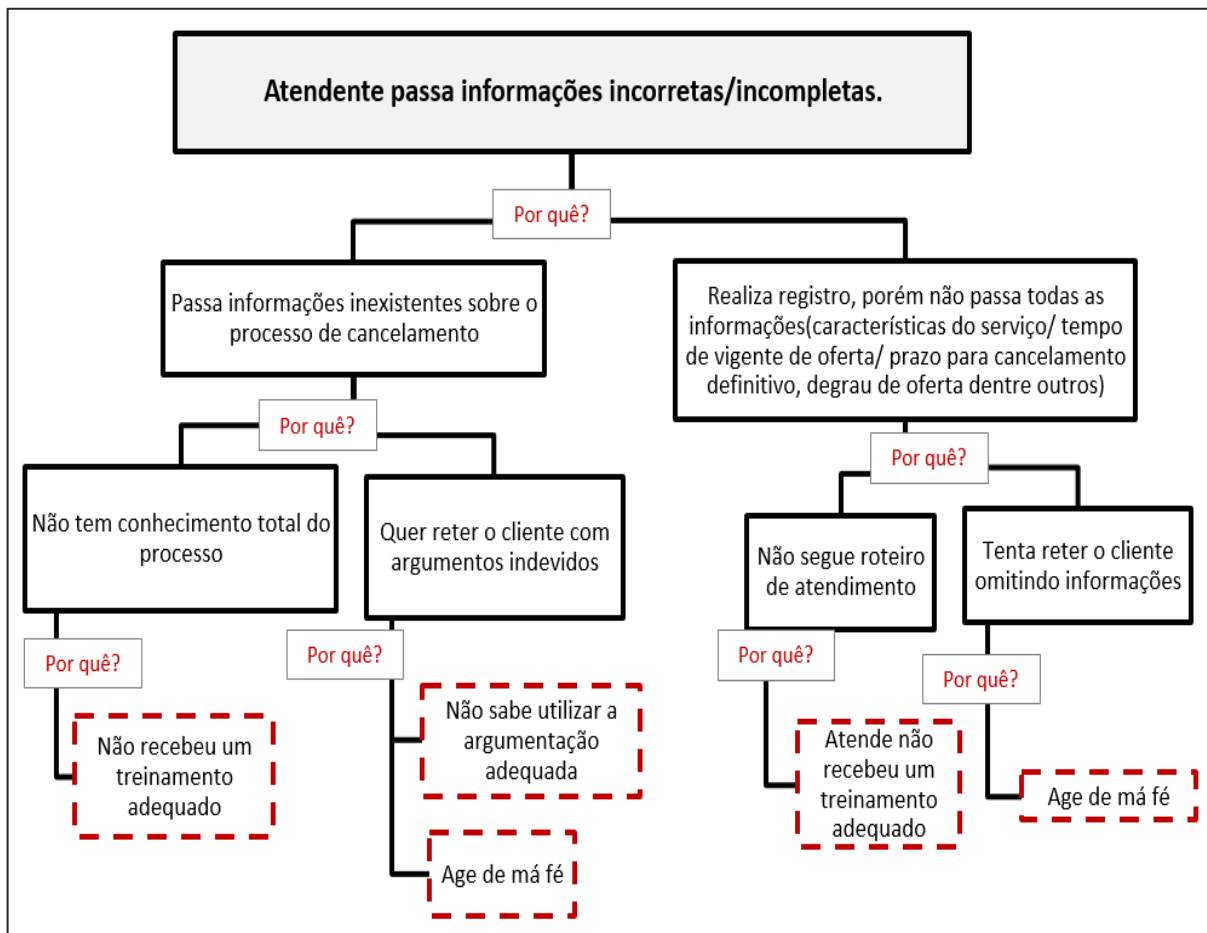 Atendente passa informações incorretas/incompletas.
Por quê?
Passa informações inexistentes sobre o
processo de cancelamento
Realiza registro, porém não passa todas as
informações(características do serviço/ tempo
de vigente de oferta/ prazo para cancelamento
definitivo, degrau de oferta dentre outros)
Por quê?
Por quê?
Não tem conhecimento total do
processo
Quer reter o cliente com
argumentos indevidos
Não segue roteiro
de atendimento
Tenta reter o cliente
omitindo informações
Por quê?
Por quê?
Por quê?
Por quê?
Não recebeu um
treinamento
adequado
Não sabe utilizar a
argumentação
adequada
Age de má fé
Atende não
recebeu um
treinamento
adequado
Age de má fé